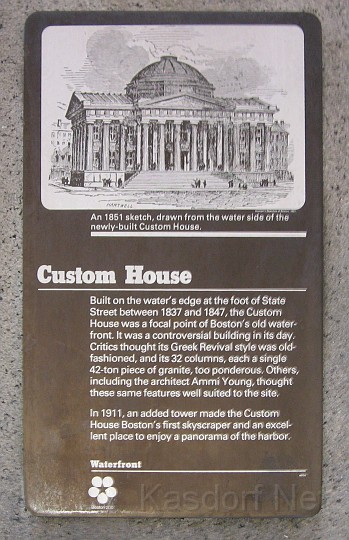 HARTWELL
An 1851 sketch, drawn from the water side of the
newly-built Custom House.
Custom House
Built on the water's edge at the foot of State
Street between 1837 and 1847, the Custom
House was a focal point of Boston's old water-
front. It was a controversial building in its day.
Critics thought its Greek Revival style was old-
fashioned, and its 32 columns, each a single
42-ton piece of granite, too ponderous. Others,
including the architect Ammi Young, thought
these same features well suited to the site.
In 1911, an added tower made the Custom
House Boston's first skyscraper and an excel-
lent place to enjoy a panorama of the harbor.
Waterfront
Kasdorf Ne